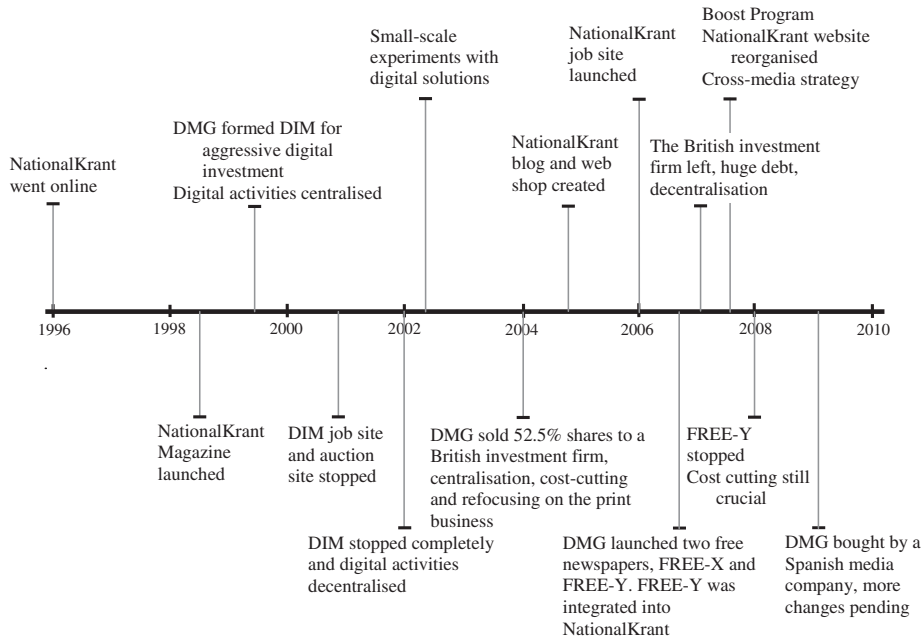 Boost Program
NationalKrant website
reorganised
Cross-media strategy
NationalKrant
job site
launched
Small-scale
experiments with
digital solutions
DMG formed DIM for
aggressive digital
investment
Digital activities centralised
NationalKrant
blog and web
shop created
The British investment
firm left, huge debt,
decentralisation
NationalKrant
went online
1996 1998 2000 2002 2004 2006 2008 2010
NationalKrant
Magazine
launched
DIM job site
and auction
site stopped
DMG sold 52.5% shares to a
British investment firm,
centralisation, cost-cutting
and refocusing on the print
business
FREE-Y
stopped
Cost cutting still
crucial
DIM stopped completely
and digital activities
decentralised
DMG launched two free
newspapers, FREE-X and
FREE-Y. FREE-Y was
integrated into
NationalKrant
DMG bought by a
Spanish media
company, more
changes pending